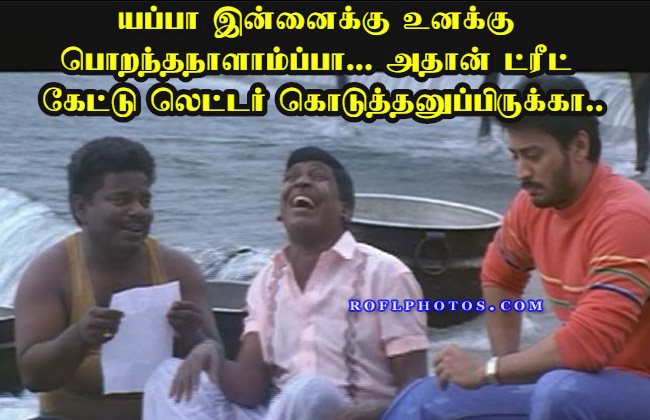 யப்பா இன்னைக்கு உனக்கு
பொறந்தநாளாம்ப்பா... அதான் ட்ரீட்
கேட்டு லெட்டர் கொடுத்தனுப்பிருக்கா..
ROFLPHOTOS.COM